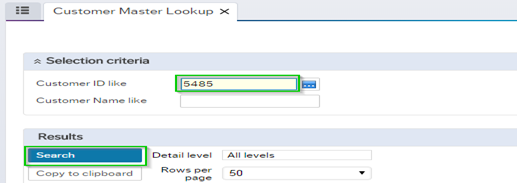 Customer Master Lookup ×
Selection criteria
Customer ID like 5485 ...
Customer Name like
Results
Search Detail level All levels
Copy to clipboard Rows per page 50